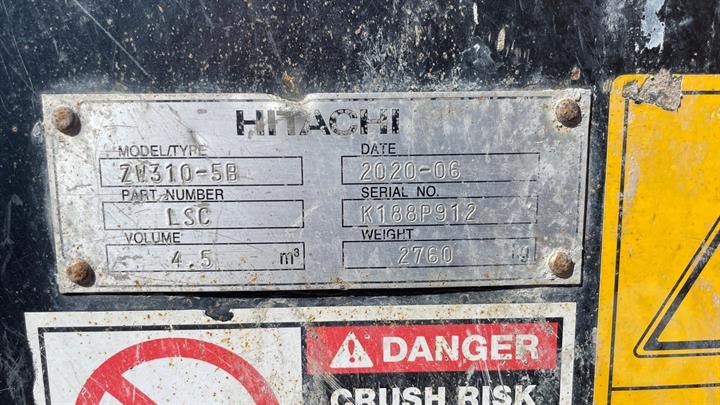 HITACHI
MODEL/TYPE DATE
ZW310-5B 2020-06
PART NUMBER SERIAL NO.
LSC K188P912
VOLUME WEIGHT
4.5 m³ 2760 kg
DANGER
CRUSH RISK